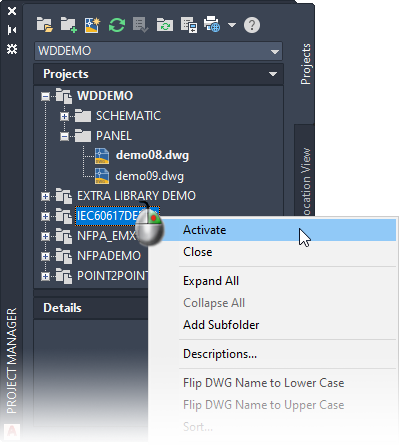 WDDEMO
Projects
WDDEMO
SCHEMATIC
PANEL
demo08.dwg
demo09.dwg
EXTRA LIBRARY DEMO
IEC60617DE
NFPA_EMX
NFPADEMO
POINT2POINT
Details
Activate
Close
Expand All
Collapse All
Add Subfolder
Descriptions...
Flip DWG Name to Lower Case
Flip DWG Name to Upper Case
Sort...
Projects
Location View
PROJECT MANAGER